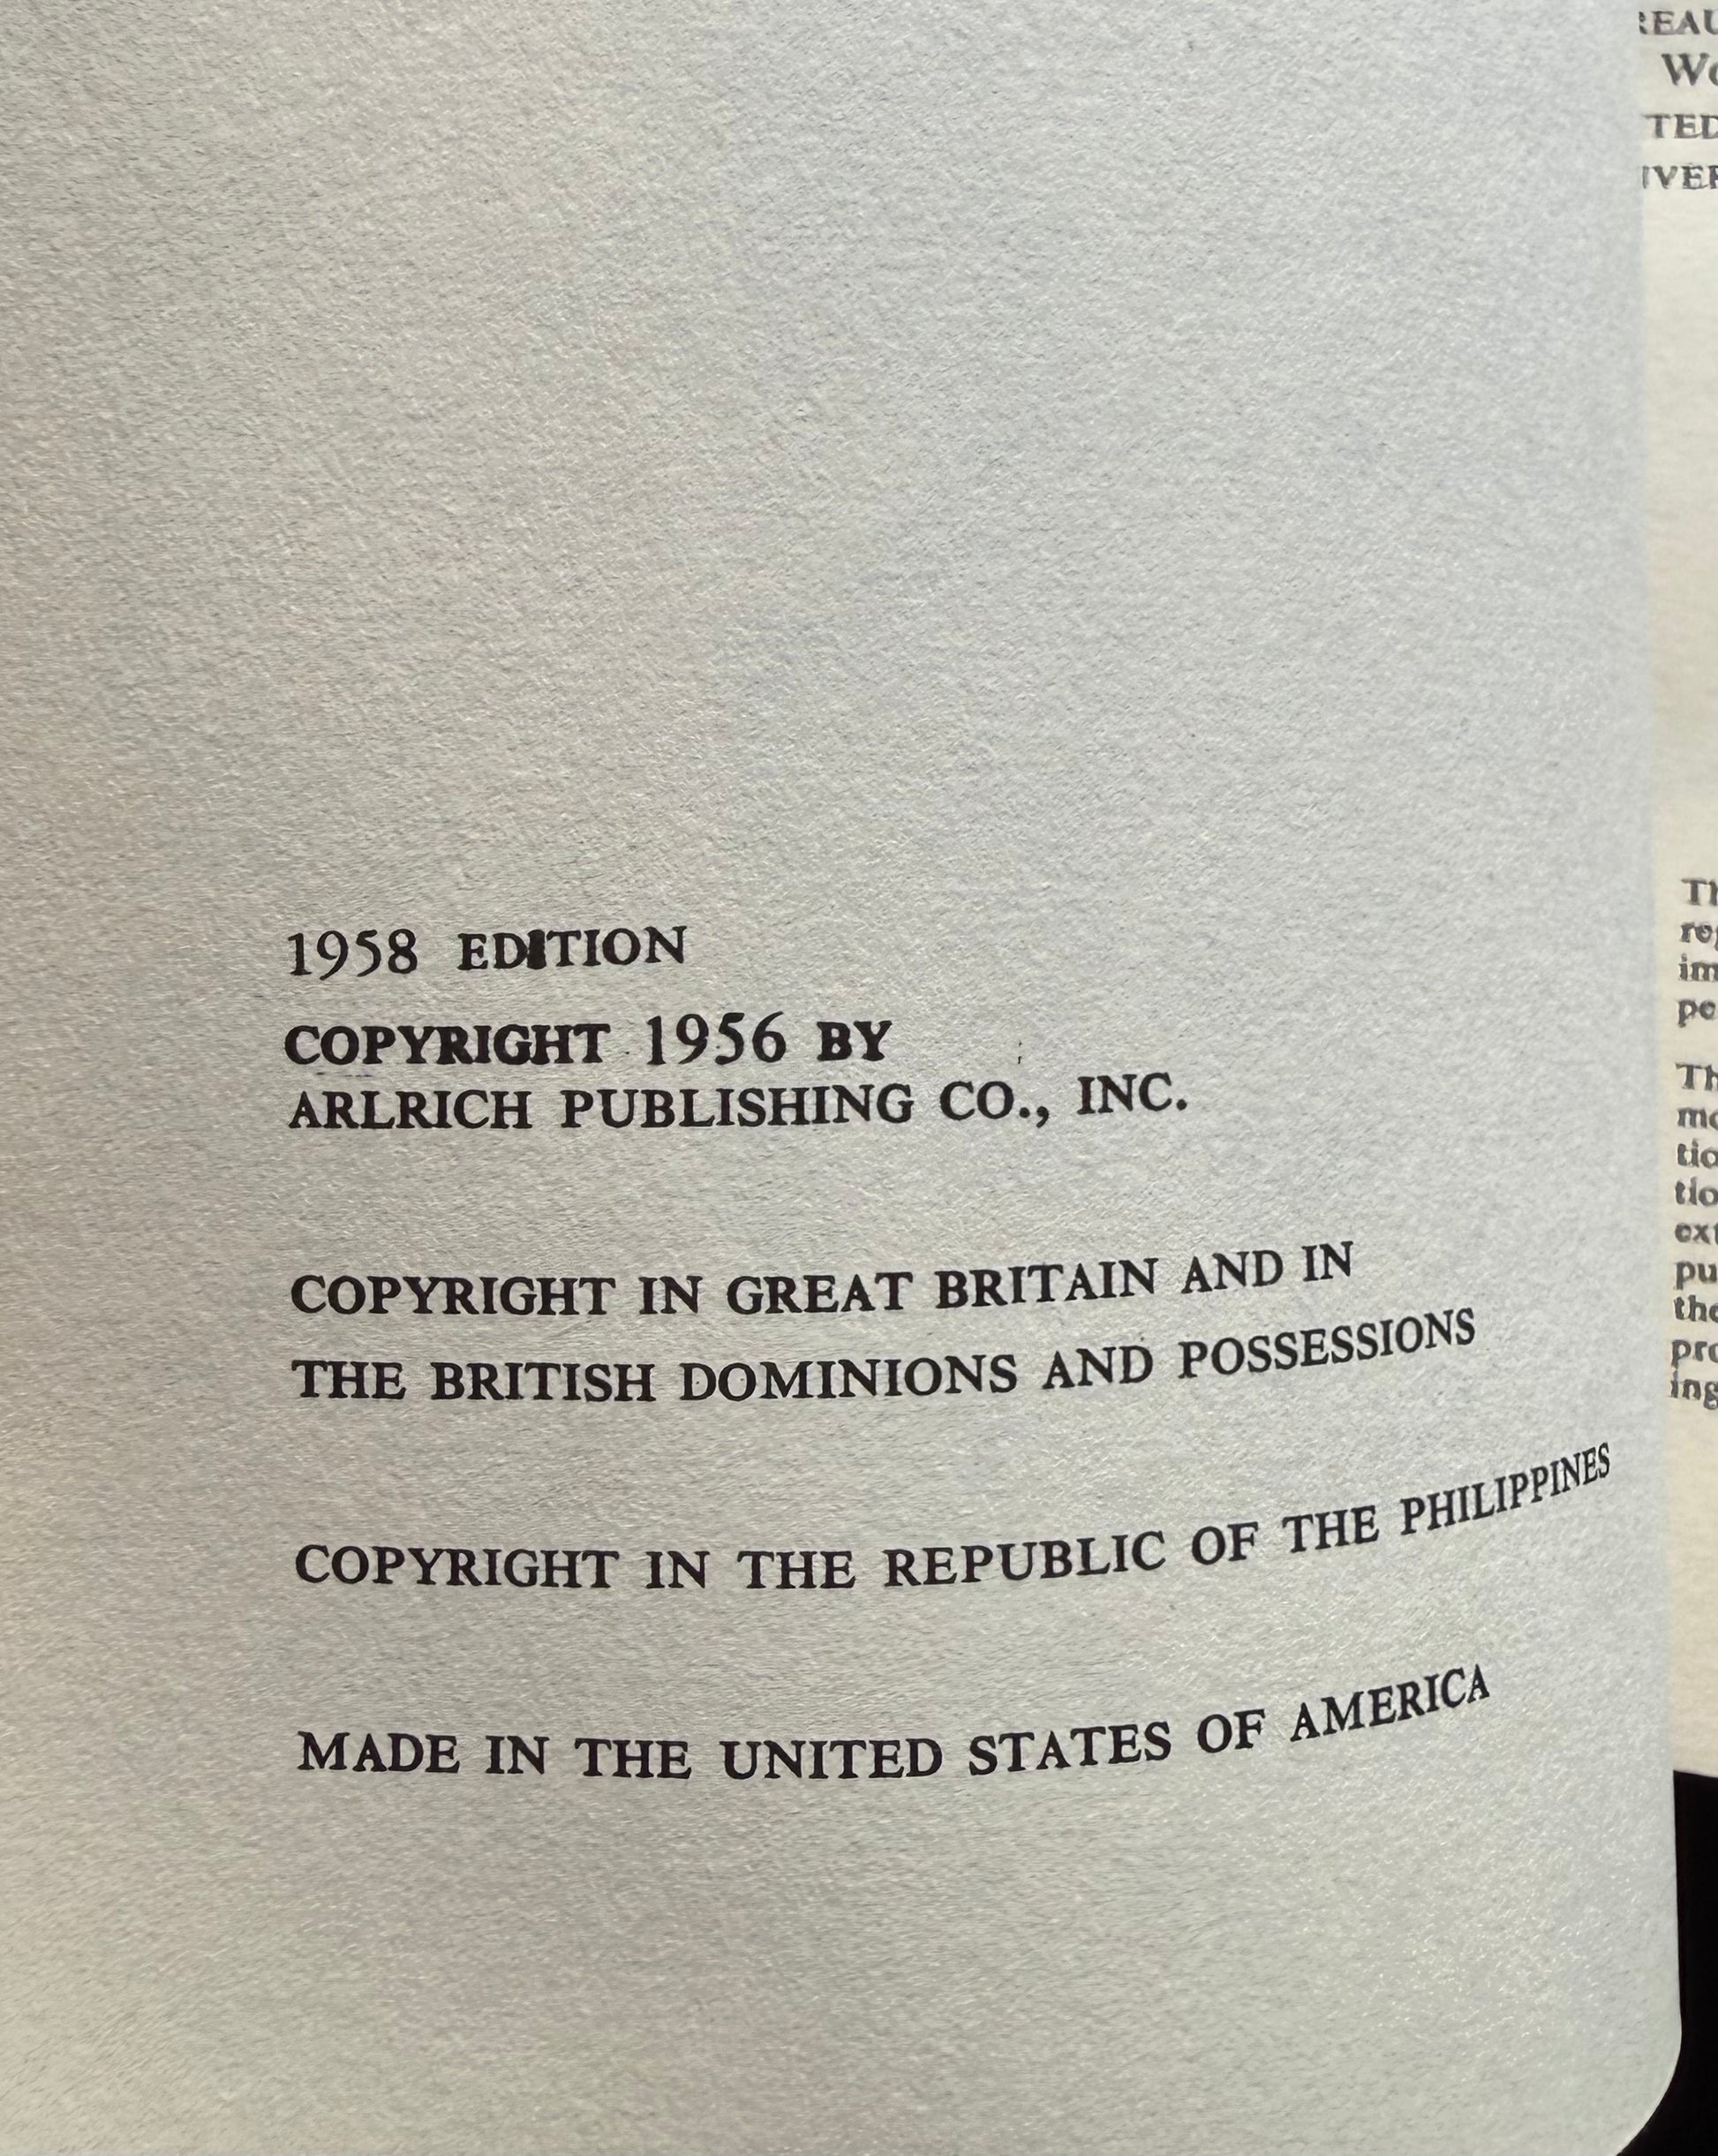 1958 EDITION
COPYRIGHT 1956 BY
ARLRICH PUBLISHING CO., INC.
COPYRIGHT IN GREAT BRITAIN AND IN
THE BRITISH DOMINIONS AND POSSESSIONS
COPYRIGHT IN THE REPUBLIC OF THE PHILIPPINES
MADE IN THE UNITED STATES OF AMERICA